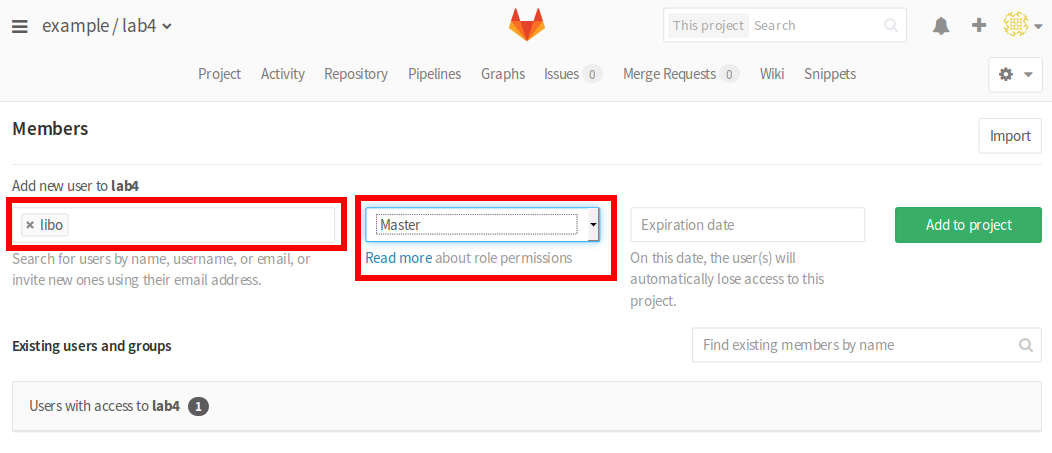 example / lab4
This project Search
Project Activity Repository Pipelines Graphs Issues 0 Merge Requests 0 Wiki Snippets
Members
Import
Add new user to lab4
× libo
Master
Expiration date
Add to project
Search for users by name, username, or email, or
invite new ones using their email address.
Read more about role permissions
On this date, the user(s) will
automatically lose access to this
project.
Existing users and groups
Find existing members by name
Users with access to lab4 1